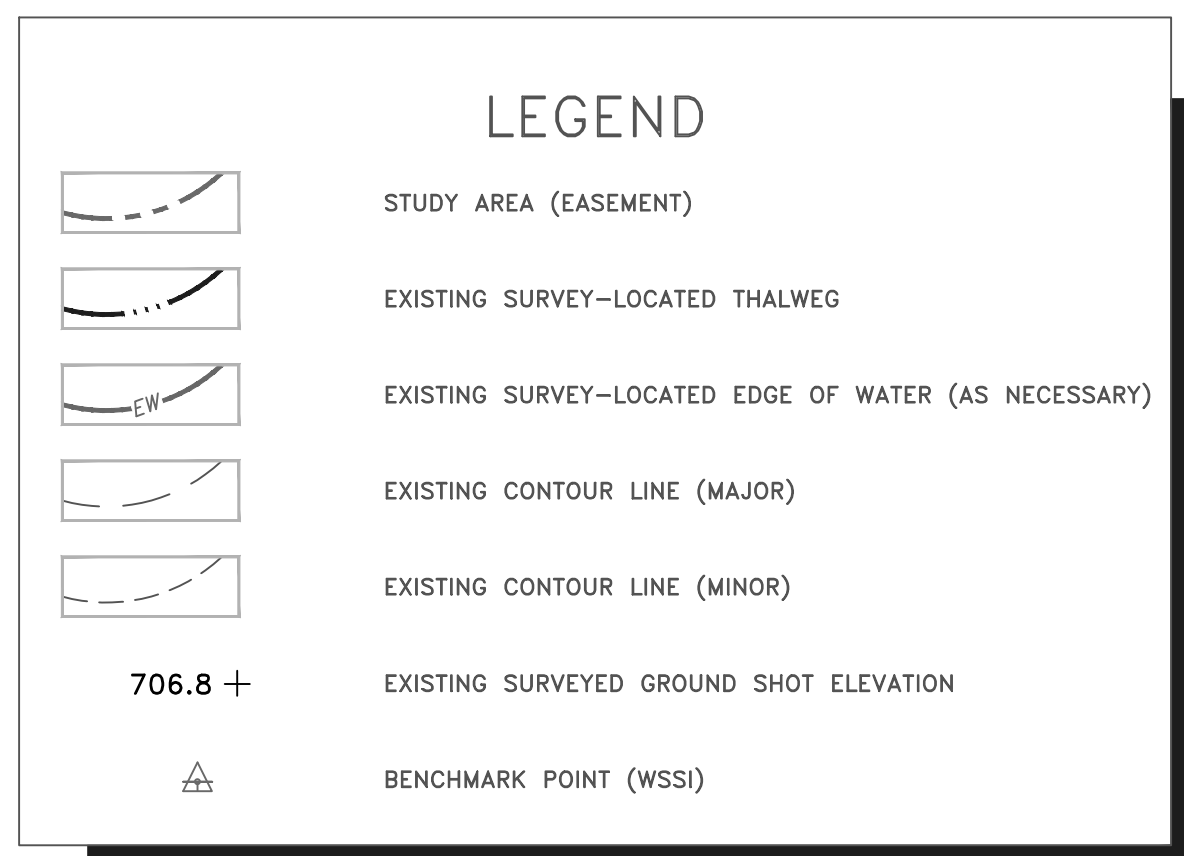 LEGEND
STUDY AREA (EASEMENT)
EXISTING SURVEY-LOCATED THALWEG
EW EXISTING SURVEY-LOCATED EDGE OF WATER (AS NECESSARY)
EXISTING CONTOUR LINE (MAJOR)
EXISTING CONTOUR LINE (MINOR)
706.8 + EXISTING SURVEYED GROUND SHOT ELEVATION
BENCHMARK POINT (WSSI)